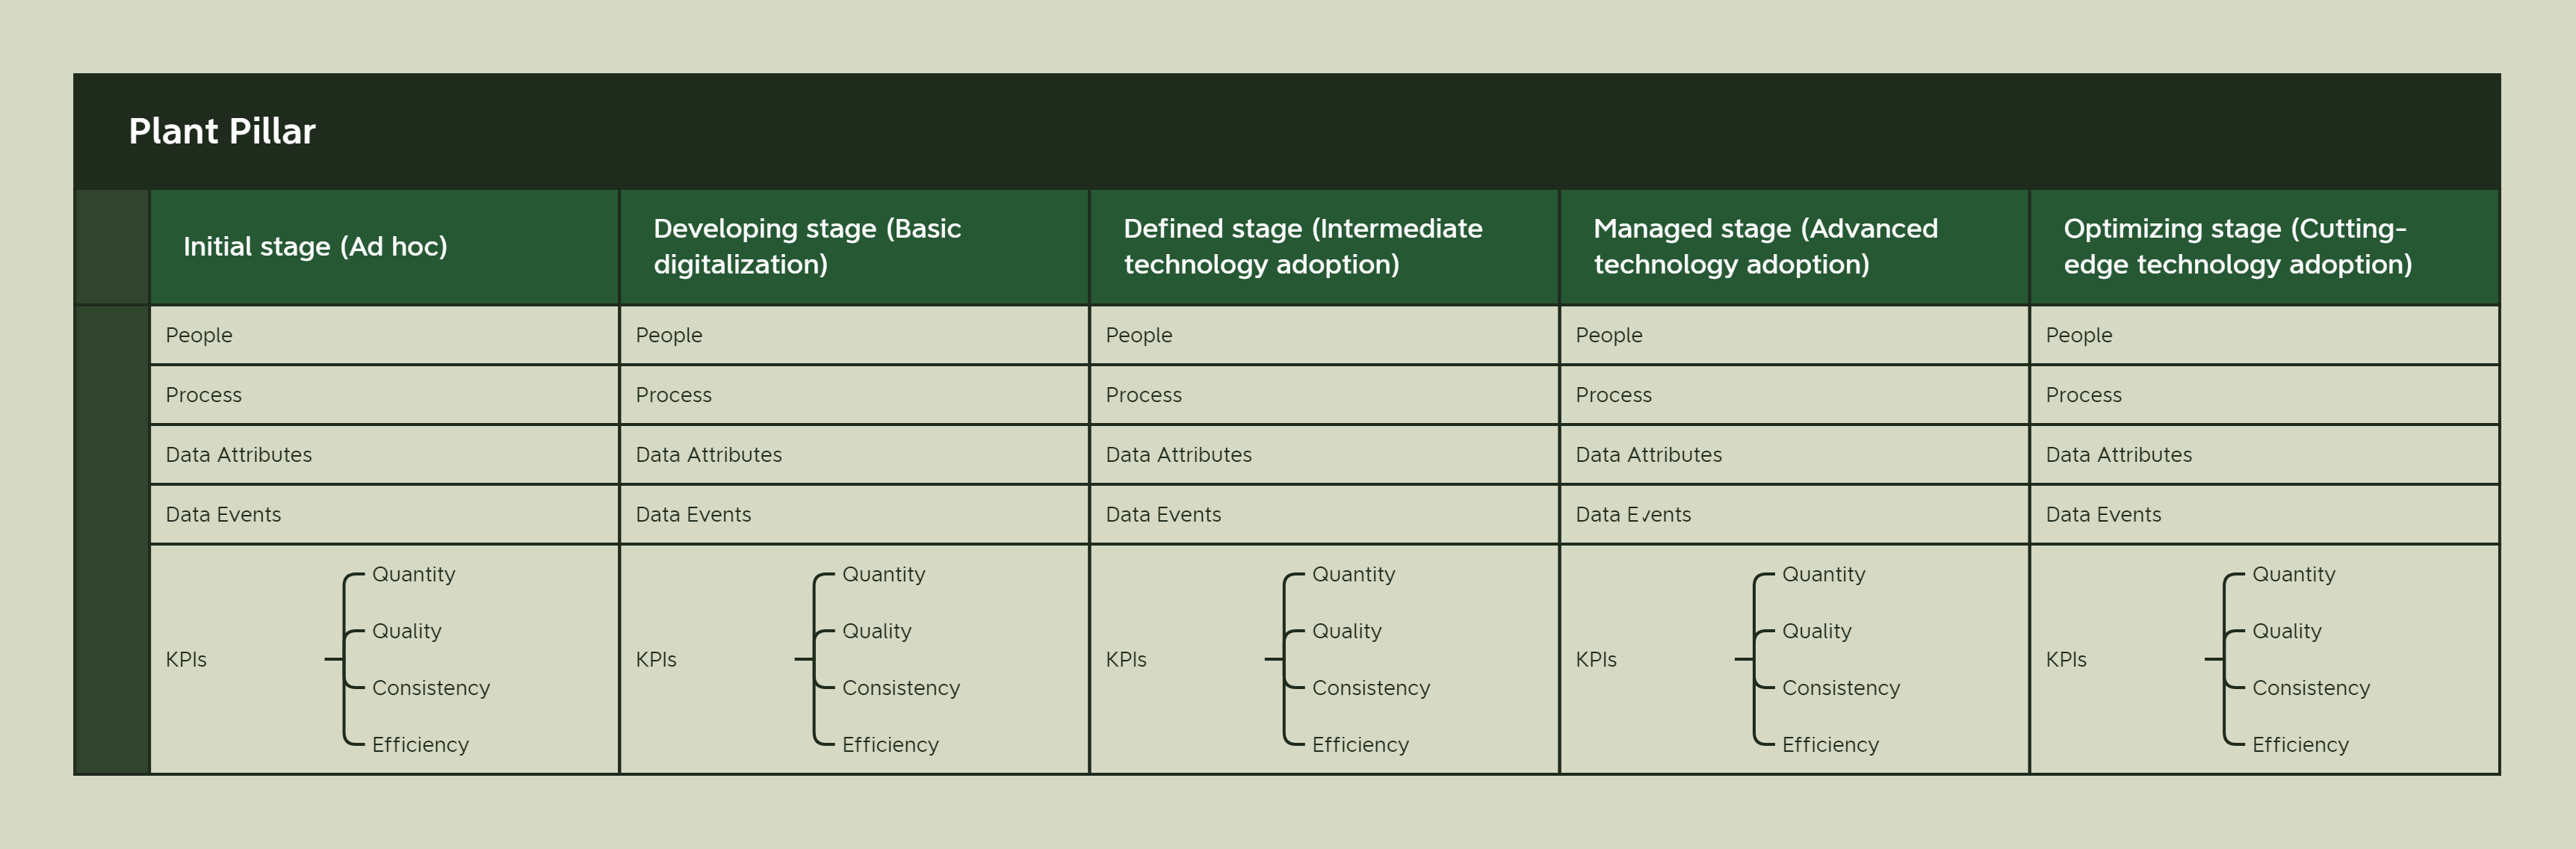 Plant Pillar
Initial stage (Ad hoc)
Developing stage (Basic
digitalization)
Defined stage (Intermediate
technology adoption)
Managed stage (Advanced
technology adoption)
Optimizing stage (Cutting-
edge technology adoption)
People
People
People
People
People
Process
Process
Process
Process
Process
Data Attributes
Data Attributes
Data Attributes
Data Attributes
Data Attributes
Data Events
Data Events
Data Events
Data Events
Data Events
KPIs
Quantity
Quality
Consistency
Efficiency
KPIs
Quantity
Quality
Consistency
Efficiency
KPIs
Quantity
Quality
Consistency
Efficiency
KPIs
Quantity
Quality
Consistency
Efficiency
KPIs
Quantity
Quality
Consistency
Efficiency